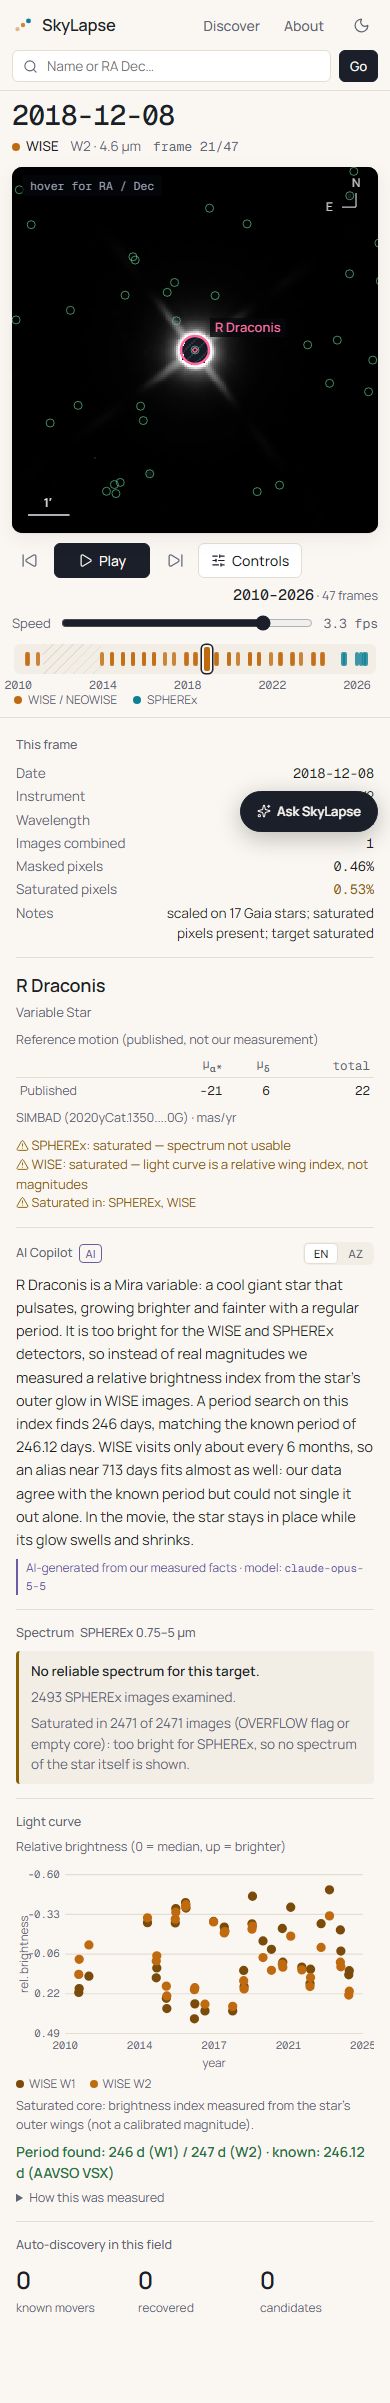 SkyLapse
Discover
About
Name or RA Dec…
Go
2018-12-08
WISE W2 · 4.6 µm frame 21/47
hover for RA / Dec
N
E
R Draconis
1′
Play
Controls
2010–2026 · 47 frames
Speed
3.3 fps
2010 2014 2018 2022 2026
WISE / NEOWISE SPHEREx
This frame
Date 2018-12-08
Instrument
Ask SkyLapse
Wavelength
Images combined 1
Masked pixels 0.46%
Saturated pixels 0.53%
Notes scaled on 17 Gaia stars; saturated
pixels present; target saturated
R Draconis
Variable Star
Reference motion (published, not our measurement)
µα* µδ total
Published -21 6 22
SIMBAD (2020yCat.1350....0G) · mas/yr
SPHEREx: saturated — spectrum not usable
WISE: saturated — light curve is a relative wing index, not
magnitudes
Saturated in: SPHEREx, WISE
AI Copilot AI
EN AZ
R Draconis is a Mira variable: a cool giant star that
pulsates, growing brighter and fainter with a regular
period. It is too bright for the WISE and SPHEREx
detectors, so instead of real magnitudes we
measured a relative brightness index from the star's
outer glow in WISE images. A period search on this
index finds 246 days, matching the known period of
246.12 days. WISE visits only about every 6 months, so
an alias near 713 days fits almost as well: our data
agree with the known period but could not single it
out alone. In the movie, the star stays in place while
its glow swells and shrinks.
AI-generated from our measured facts · model: claude-opus-
5-5
Spectrum SPHEREx 0.75–5 µm
No reliable spectrum for this target.
2493 SPHEREx images examined.
Saturated in 2471 of 2471 images (OVERFLOW flag or
empty core): too bright for SPHEREx, so no spectrum
of the star itself is shown.
Light curve
Relative brightness (0 = median, up = brighter)
-0.60
-0.33
-0.06
0.22
0.49
rel. brightness
2010 2014 2017 2021 2025
year
WISE W1 WISE W2
Saturated core: brightness index measured from the star's
outer wings (not a calibrated magnitude).
Period found: 246 d (W1) / 247 d (W2) · known: 246.12
d (AAVSO VSX)
How this was measured
Auto-discovery in this field
0 0 0
known movers recovered candidates